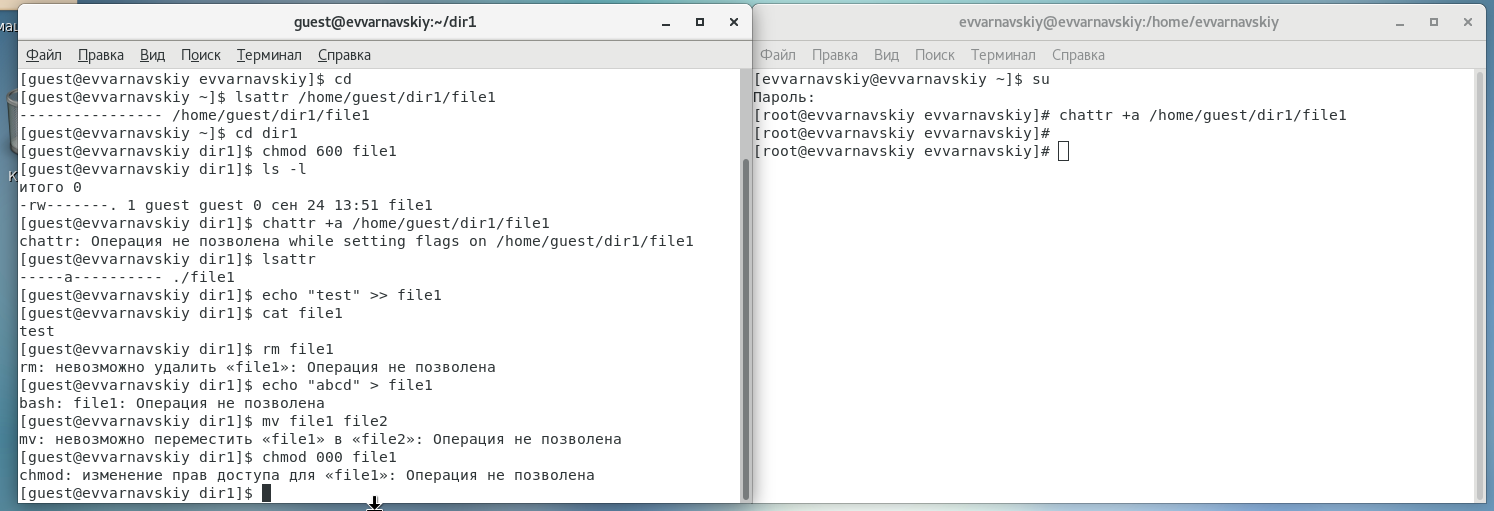 guest@evvarnavskiy:~/dir1
Файл Правка Вид Поиск Терминал Справка
[guest@evvarnavskiy evvarnavskiy]$ cd
[guest@evvarnavskiy ~]$ lsattr /home/guest/dir1/file1
---------------- /home/guest/dir1/file1
[guest@evvarnavskiy ~]$ cd dir1
[guest@evvarnavskiy dir1]$ chmod 600 file1
[guest@evvarnavskiy dir1]$ ls -l
итого 0
-rw-------. 1 guest guest 0 сен 24 13:51 file1
[guest@evvarnavskiy dir1]$ chattr +a /home/guest/dir1/file1
chattr: Операция не позволена while setting flags on /home/guest/dir1/file1
[guest@evvarnavskiy dir1]$ lsattr
-----a---------- ./file1
[guest@evvarnavskiy dir1]$ echo "test" >> file1
[guest@evvarnavskiy dir1]$ cat file1
test
[guest@evvarnavskiy dir1]$ rm file1
rm: невозможно удалить «file1»: Операция не позволена
[guest@evvarnavskiy dir1]$ echo "abcd" > file1
bash: file1: Операция не позволена
[guest@evvarnavskiy dir1]$ mv file1 file2
mv: невозможно переместить «file1» в «file2»: Операция не позволена
[guest@evvarnavskiy dir1]$ chmod 000 file1
chmod: изменение прав доступа для «file1»: Операция не позволена
[guest@evvarnavskiy dir1]$
evvarnavskiy@evvarnavskiy:/home/evvarnavskiy
Файл Правка Вид Поиск Терминал Справка
[evvarnavskiy@evvarnavskiy ~]$ su
Пароль:
[root@evvarnavskiy evvarnavskiy]# chattr +a /home/guest/dir1/file1
[root@evvarnavskiy evvarnavskiy]#
[root@evvarnavskiy evvarnavskiy]#